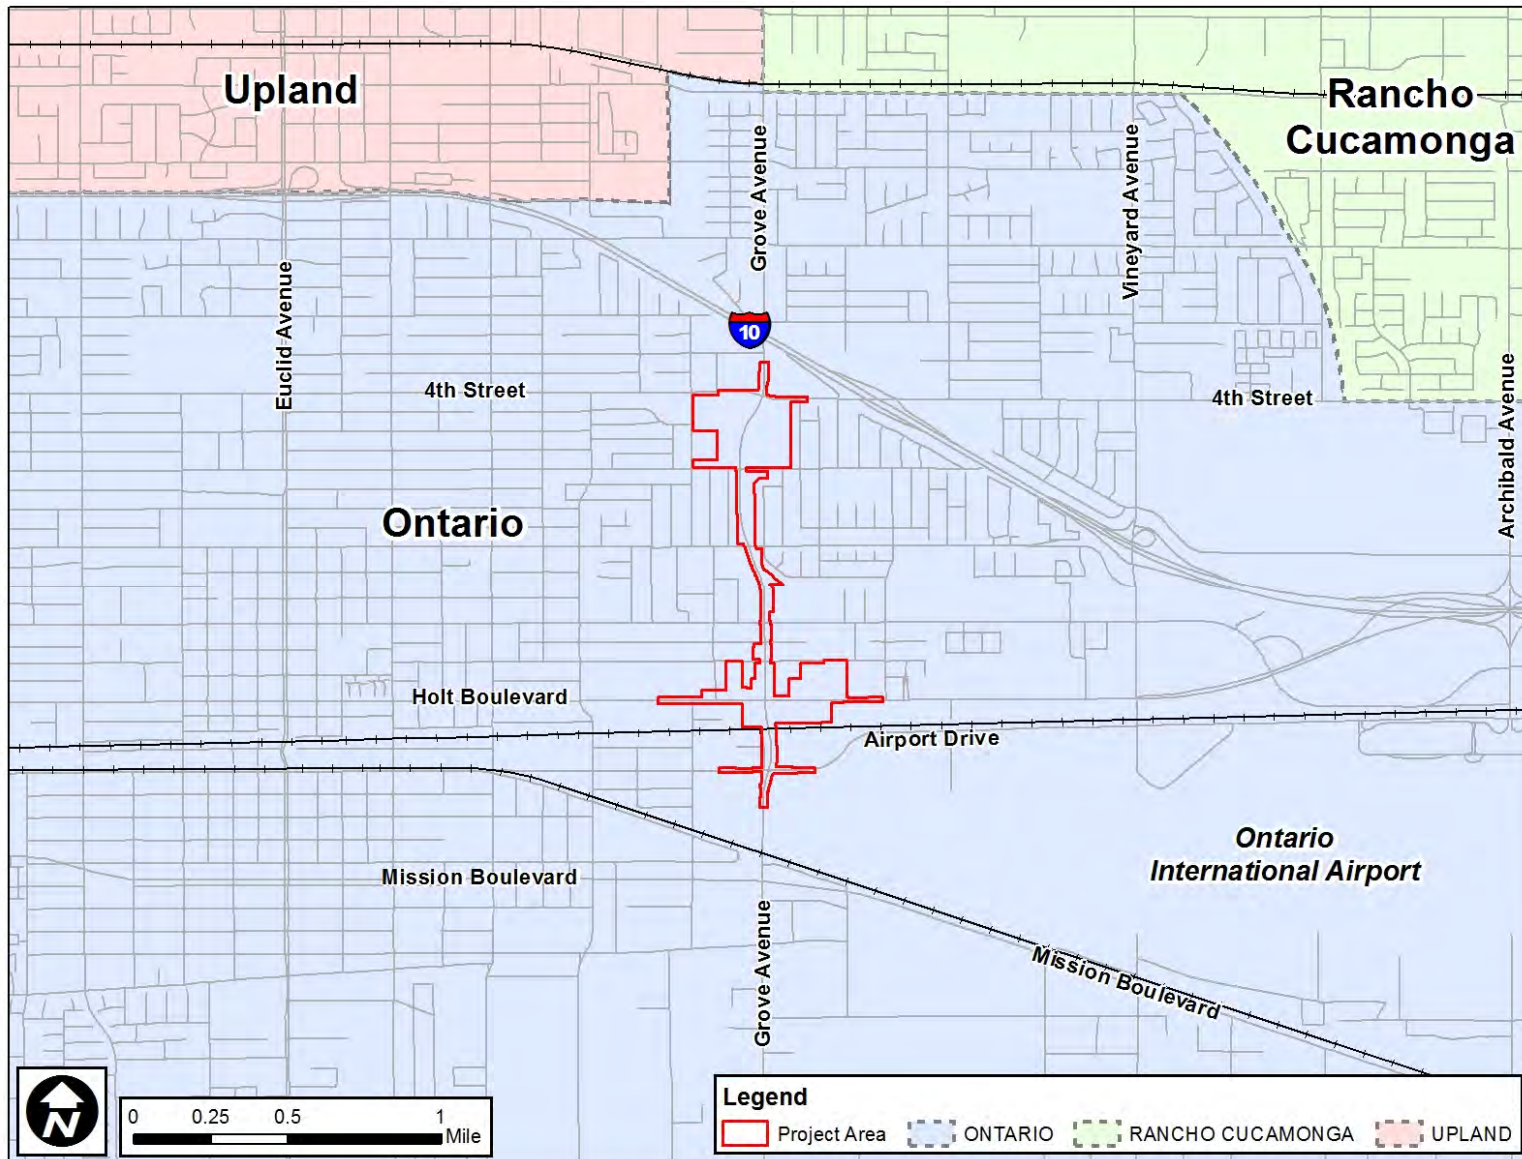 Upland
Rancho
Cucamonga
Grove Avenue
Vineyard Avenue
Euclid Avenue
10
4th Street
4th Street
Archibald Avenue
Ontario
Holt Boulevard
Airport Drive
Ontario
International Airport
Mission Boulevard
Grove Avenue
Mission Boulevard
N
0 0.25 0.5 1
Mile
Legend
Project Area ONTARIO RANCHO CUCAMONGA UPLAND